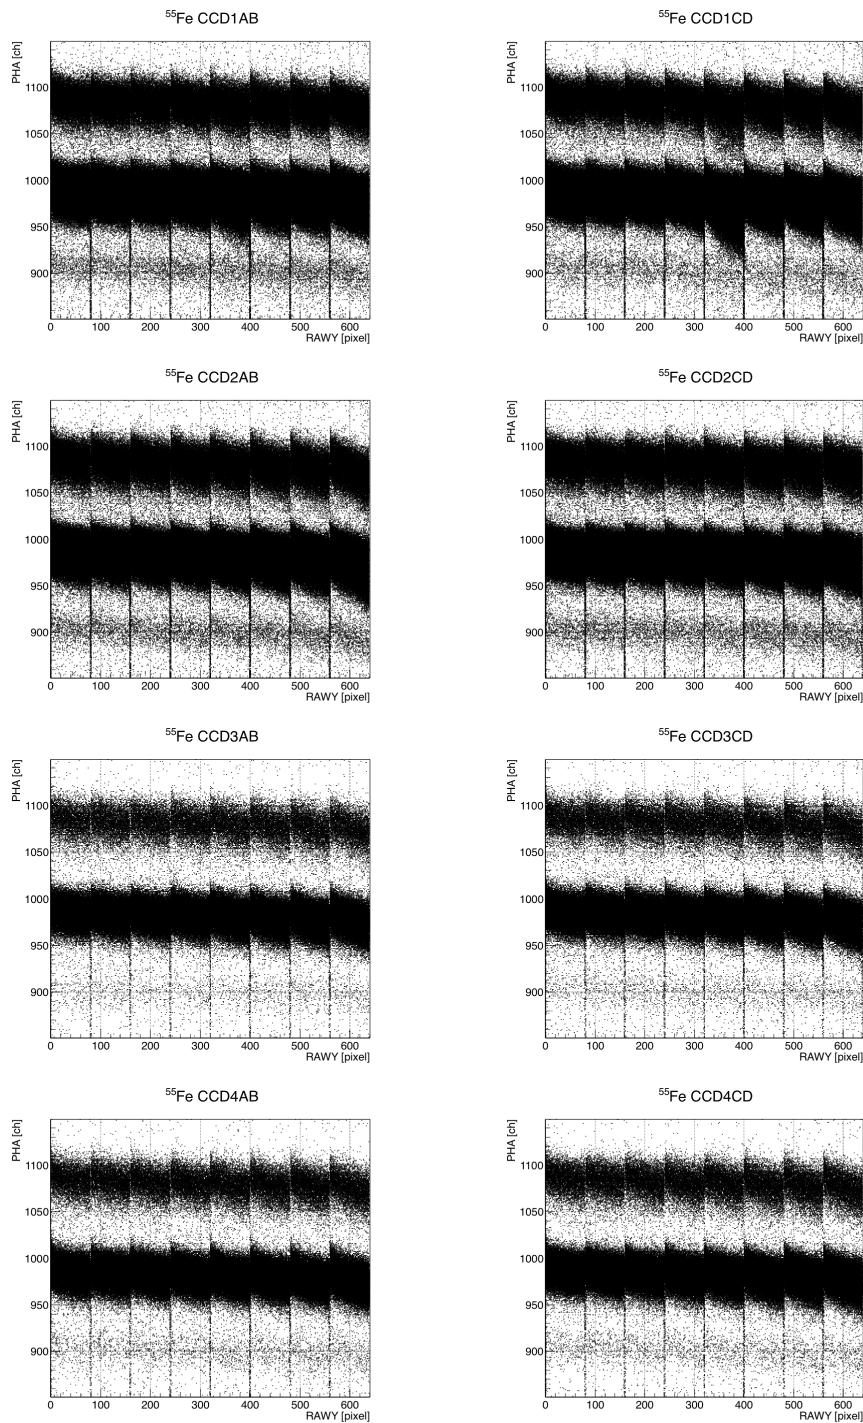 ⁵⁵Fe CCD1AB
PHA [ch]
1100
1050
1000
950
900
0 100 200 300 400 500 600
RAWY [pixel]
⁵⁵Fe CCD1CD
PHA [ch]
1100
1050
1000
950
900
0 100 200 300 400 500 600
RAWY [pixel]
⁵⁵Fe CCD2AB
PHA [ch]
1100
1050
1000
950
900
0 100 200 300 400 500 600
RAWY [pixel]
⁵⁵Fe CCD2CD
PHA [ch]
1100
1050
1000
950
900
0 100 200 300 400 500 600
RAWY [pixel]
⁵⁵Fe CCD3AB
PHA [ch]
1100
1050
1000
950
900
0 100 200 300 400 500 600
RAWY [pixel]
⁵⁵Fe CCD3CD
PHA [ch]
1100
1050
1000
950
900
0 100 200 300 400 500 600
RAWY [pixel]
⁵⁵Fe CCD4AB
PHA [ch]
1100
1050
1000
950
900
0 100 200 300 400 500 600
RAWY [pixel]
⁵⁵Fe CCD4CD
PHA [ch]
1100
1050
1000
950
900
0 100 200 300 400 500 600
RAWY [pixel]